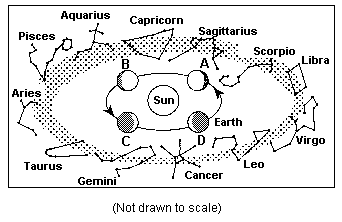 Aquarius
Capricorn
Pisces
Sagittarius
B
A
Scorpio
Libra
Sun
Aries
Earth
Virgo
C
D
Leo
Taurus
Cancer
Gemini
(Not drawn to scale)